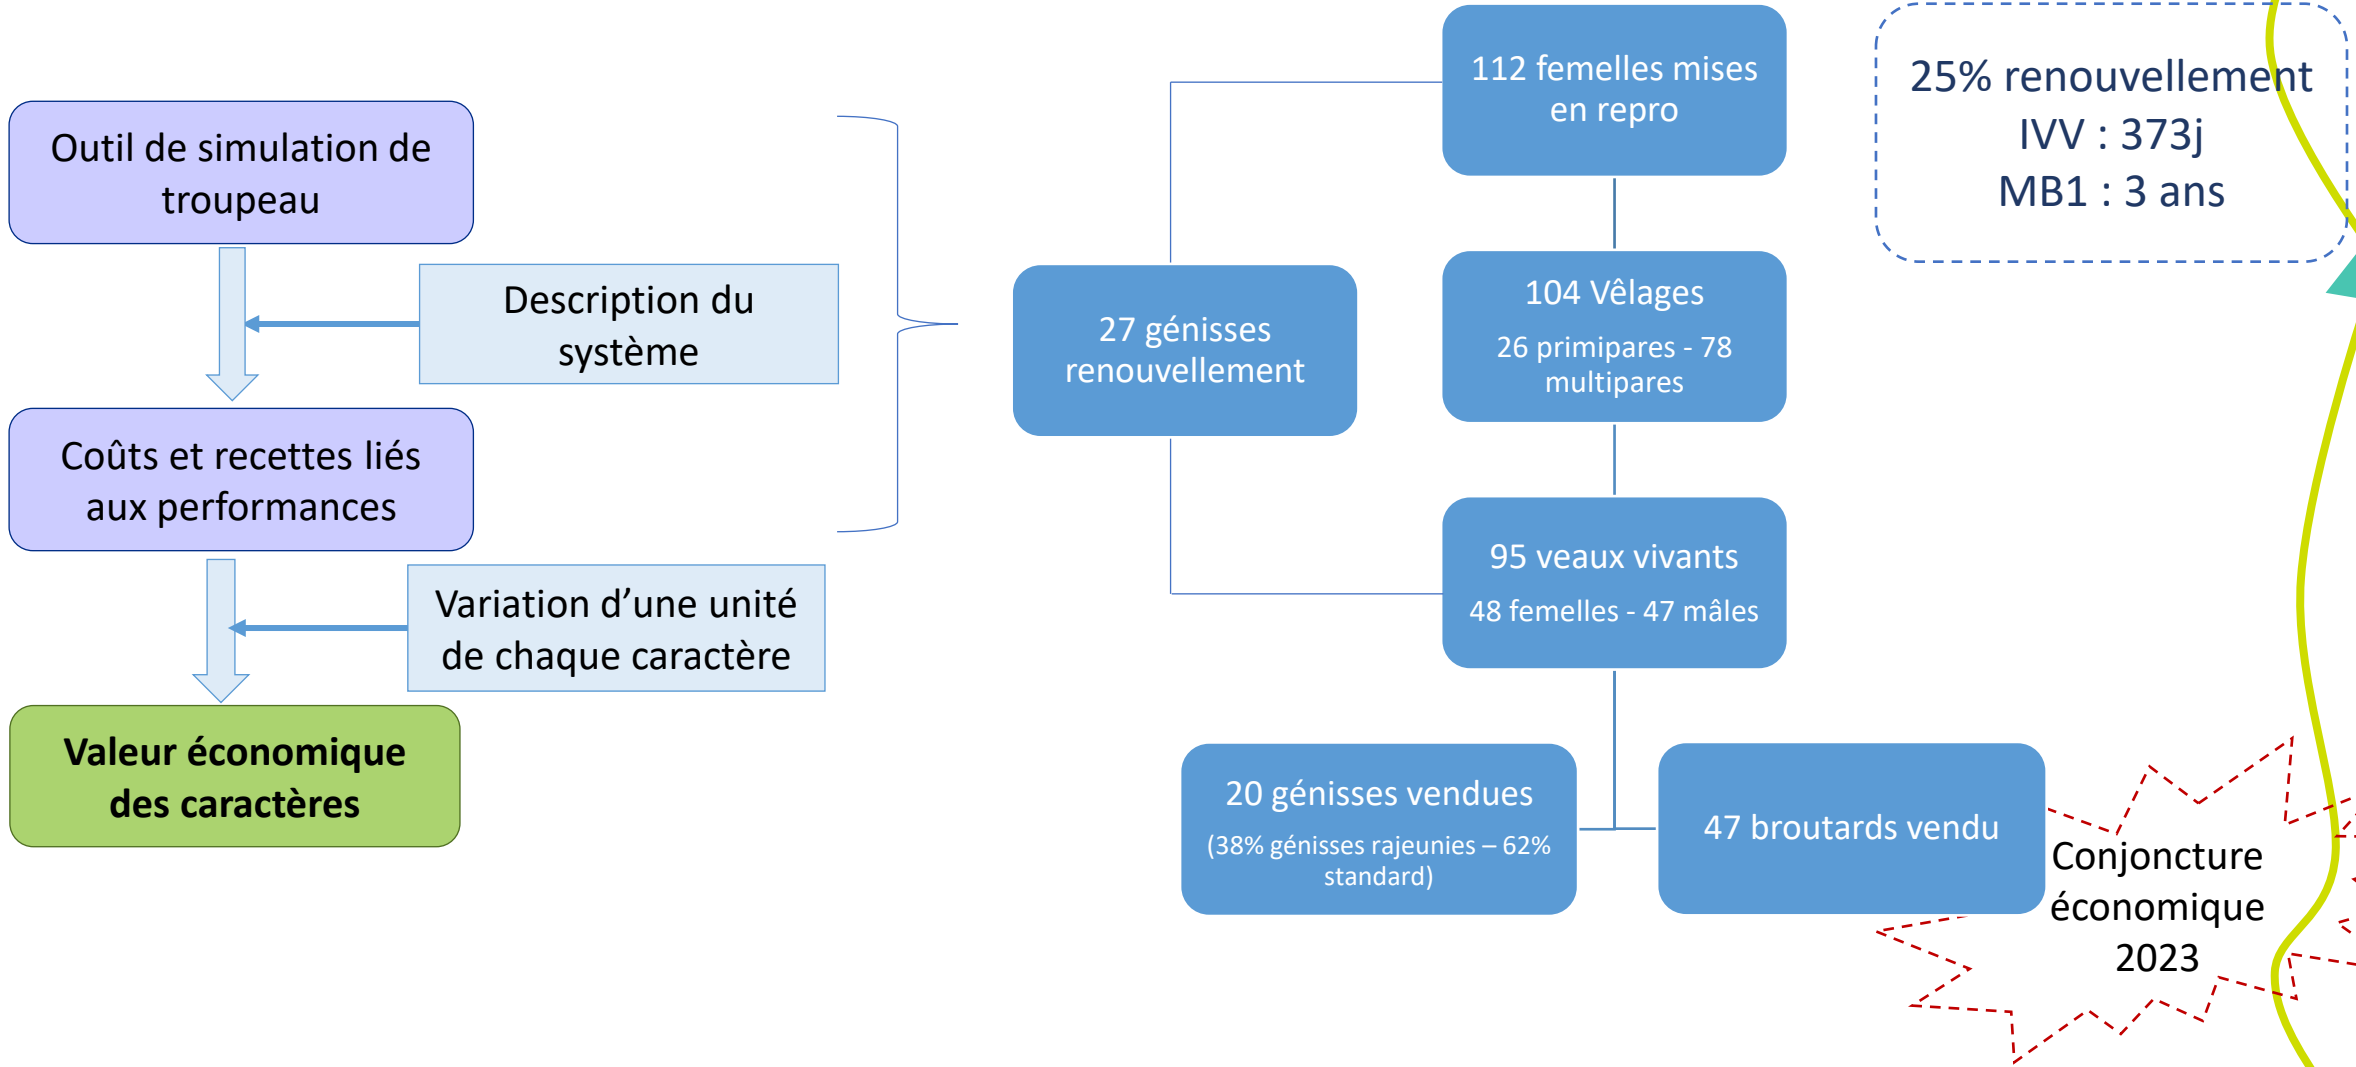 Outil de simulation de
troupeau
Description du
système
Coûts et recettes liés
aux performances
Variation d’une unité
de chaque caractère
Valeur économique
des caractères
112 femelles mises
en repro
27 génisses
renouvellement
104 Vêlages
26 primipares - 78
multipares
95 veaux vivants
48 femelles - 47 mâles
20 génisses vendues
(38% génisses rajeunies – 62%
standard)
47 broutards vendu
25% renouvellement
IVV : 373j
MB1 : 3 ans
Conjoncture
économique
2023